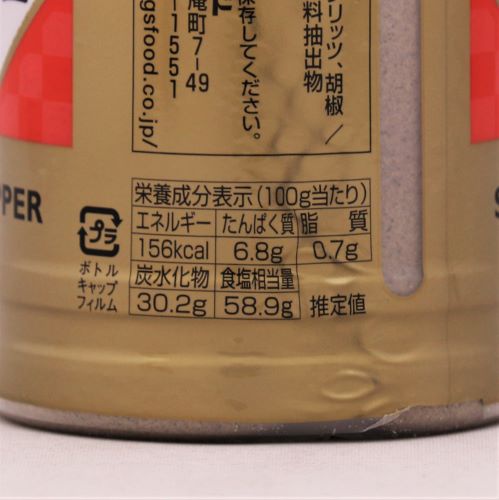 リッツ、胡椒／
料抽出物
保存してください。
庵町7-49
-1551
gsfood.co.jp/
PPER
栄養成分表示(100g当たり)
エネルギー たんぱく質 脂 質
156kcal 6.8g 0.7g
炭水化物 食塩相当量
30.2g 58.9g 推定値
プラ
ボトル
キャップ
フィルム
S